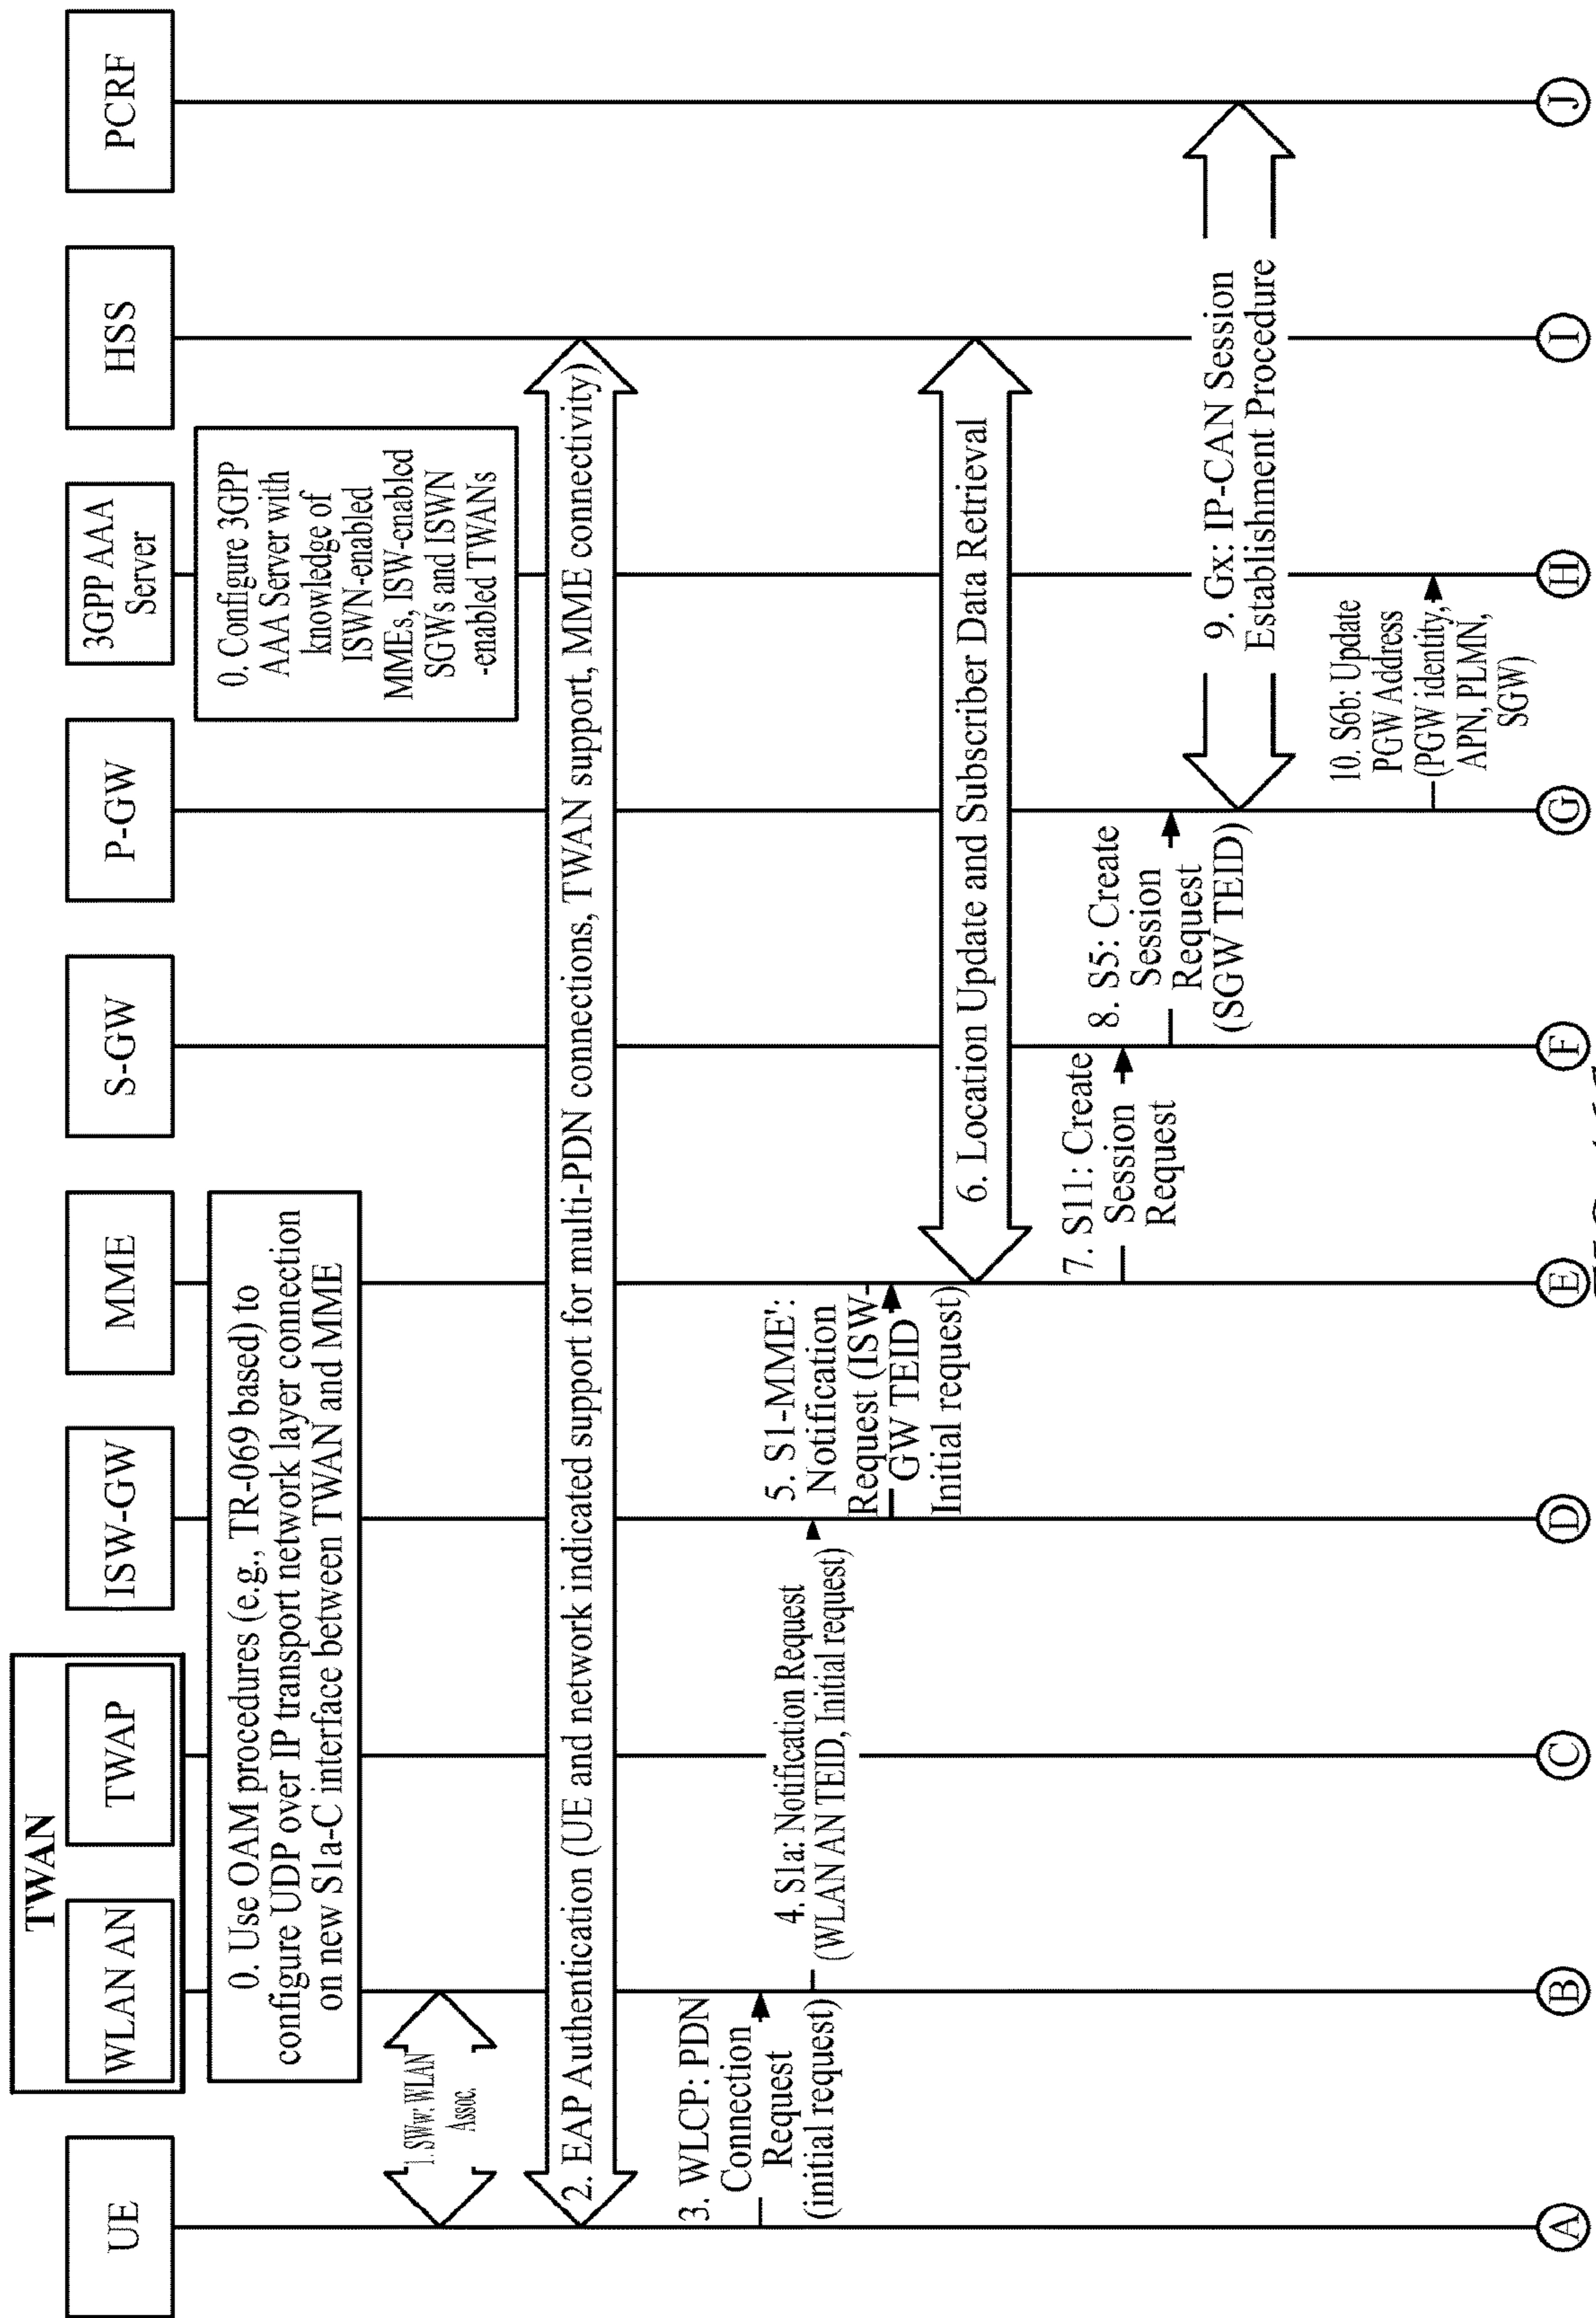 TWAN
UE
WLAN AN
TWAP
ISW-GW
MME
S-GW
P-GW
3GPP AAA
Server
HSS
PCRF
0. Use OAM procedures (e.g., TR-069 based) to
configure UDP over IP transport network layer connection
on new S1a-C interface between TWAN and MME
0. Configure 3GPP
AAA Server with
knowledge of
ISWN-enabled
MMEs, ISW-enabled
SGWs and ISWN
-enabled TWANs
1. SWw: WLAN
Assoc.
2. EAP Authentication (UE and network indicated support for multi-PDN connections, TWAN support, MME connectivity)
3. WLCP: PDN
Connection
Request
(initial request)
4. S1a: Notification Request
(WLAN AN TEID, Initial request)
5. S1-MME':
Notification
Request (ISW-
GW TEID
Initial request)
6. Location Update and Subscriber Data Retrieval
7. S11: Create
Session
Request
8. S5: Create
Session
Request
(SGW TEID)
9. Gx: IP-CAN Session
Establishment Procedure
10. S6b: Update
PGW Address
(PGW identity,
APN, PLMN,
SGW)
A
B
C
D
E
F
G
H
I
J